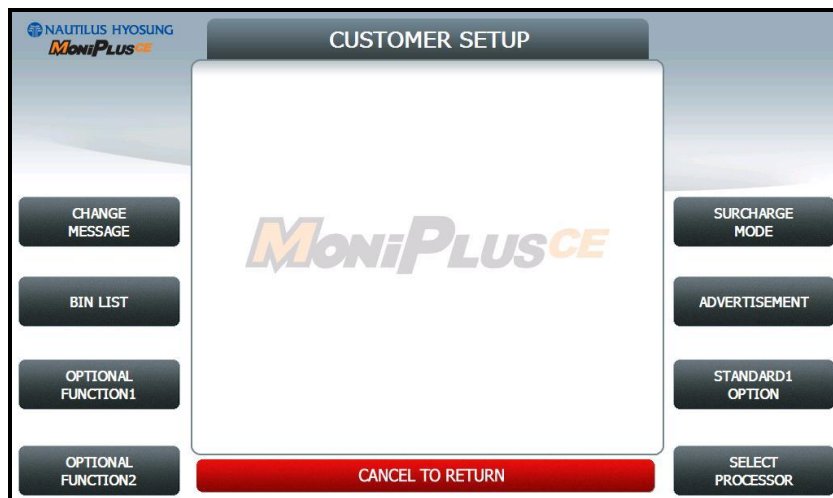 NAUTILUS HYOSUNG
MoniPlusCE
CUSTOMER SETUP
CHANGE
MESSAGE
SURCHARGE
MODE
MoniPlusCE
BIN LIST
ADVERTISEMENT
OPTIONAL
FUNCTION1
STANDARD1
OPTION
OPTIONAL
FUNCTION2
CANCEL TO RETURN
SELECT
PROCESSOR